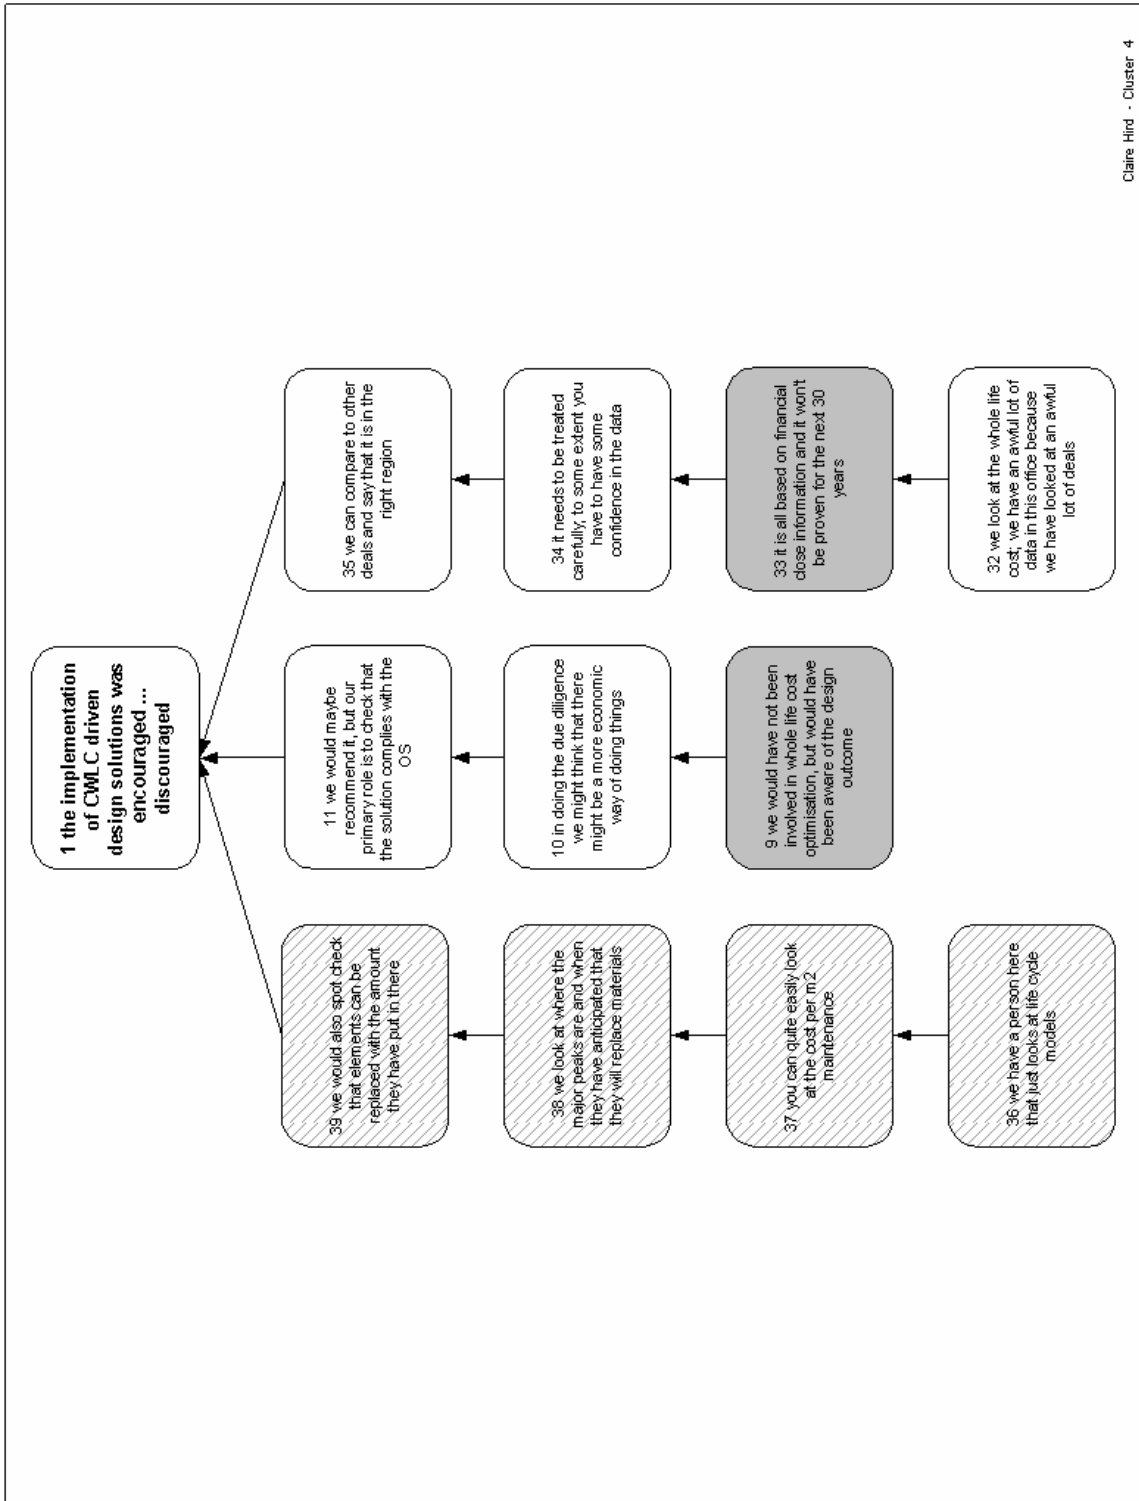 1 the implementation
of CWLC driven
design solutions was
encouraged ...
discouraged
39 we would also spot check
that elements can be
replaced with the amount
they have put in there
11 we would maybe
recommend it, but our
primary role is to check that
the solution complies with the
OS
35 we can compare to other
deals and say that it is in the
right region
38 we look at where the
major peaks are and when
they have anticipated that
they will replace materials
10 in doing the due diligence
we might think that there
might be a more economic
way of doing things
34 it needs to be treated
carefully, to some extent you
have to have some
confidence in the data
37 you can quite easily look
at the cost per m2
maintenance
9 we would have not been
involved in whole life cost
optimisation, but would have
been aware of the design
outcome
33 it is all based on financial
close information and it won't
be proven for the next 30
years
36 we have a person here
that just looks at life cycle
models
32 we look at the whole life
cost; we have an awful lot of
data in this office because
we have looked at an awful
lot of deals
Claire Hird - Cluster 4